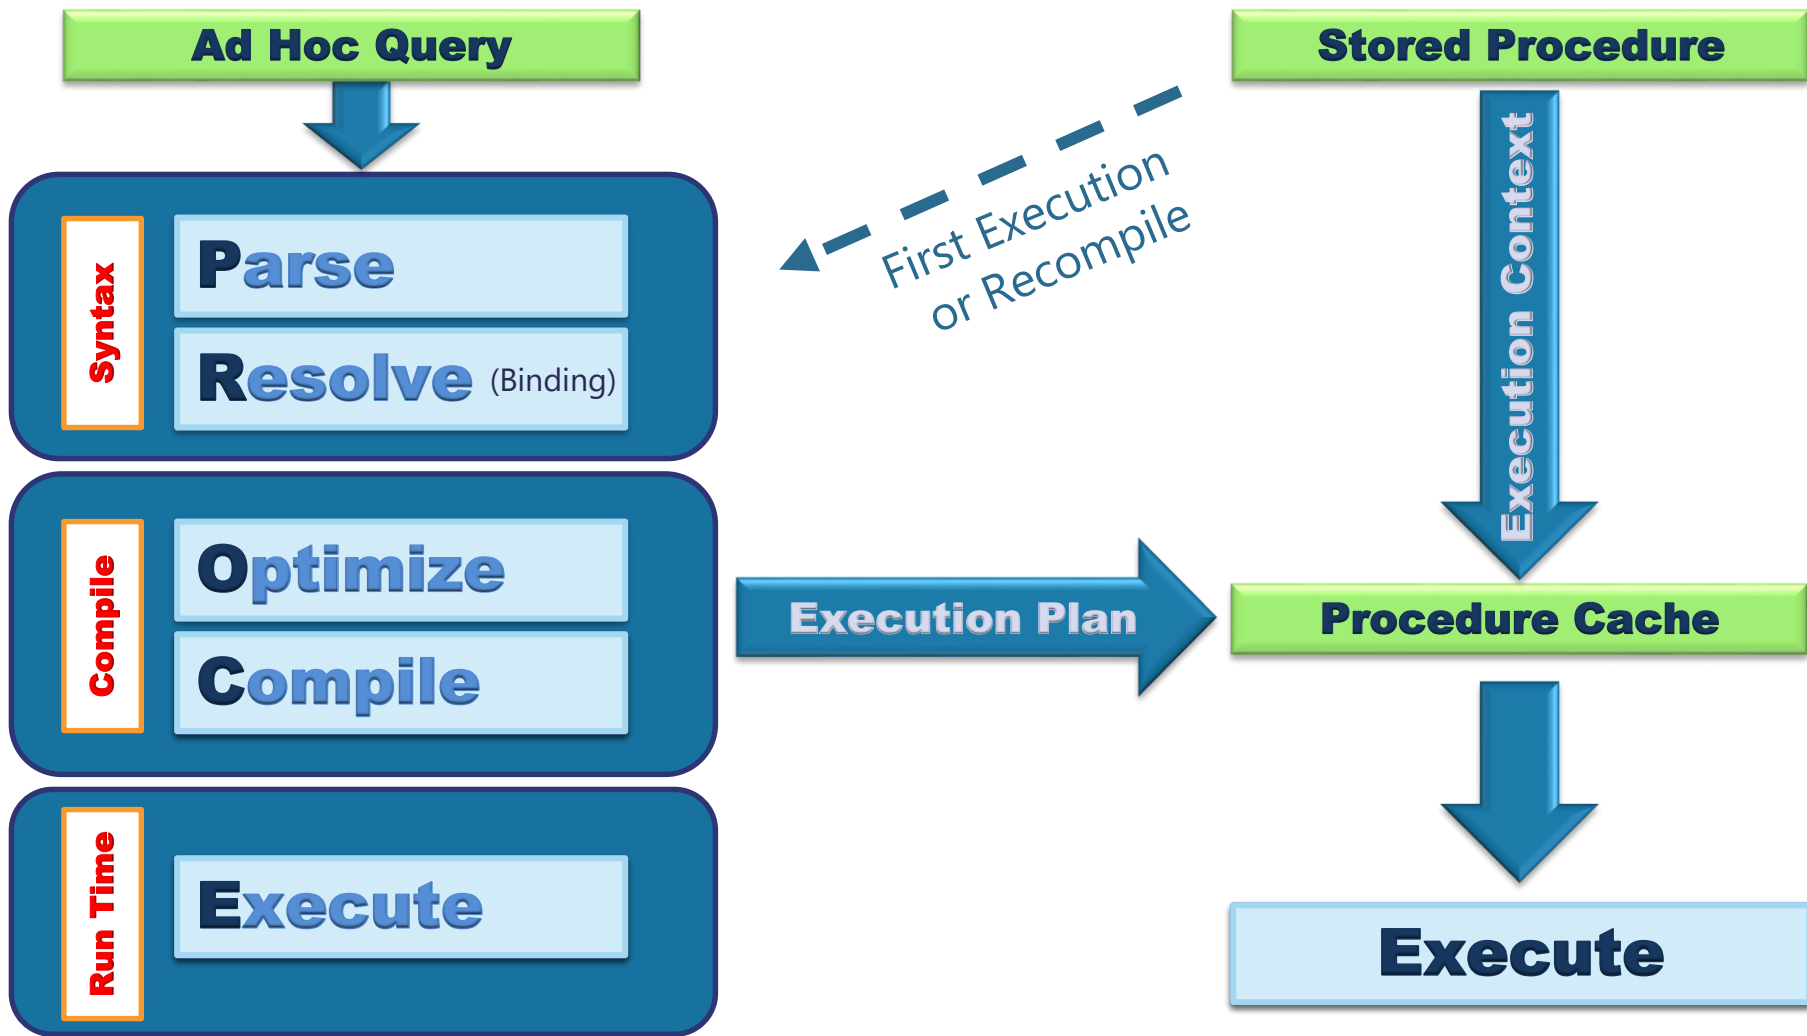 Ad Hoc Query
Stored Procedure
First Execution
or Recompile
Execution Context
Syntax
Parse
Resolve (Binding)
Compile
Optimize
Compile
Execution Plan
Procedure Cache
Run Time
Execute
Execute